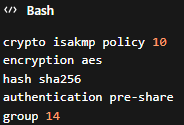 </> Bash
crypto isakmp policy 10
encryption aes
hash sha256
authentication pre-share
group 14